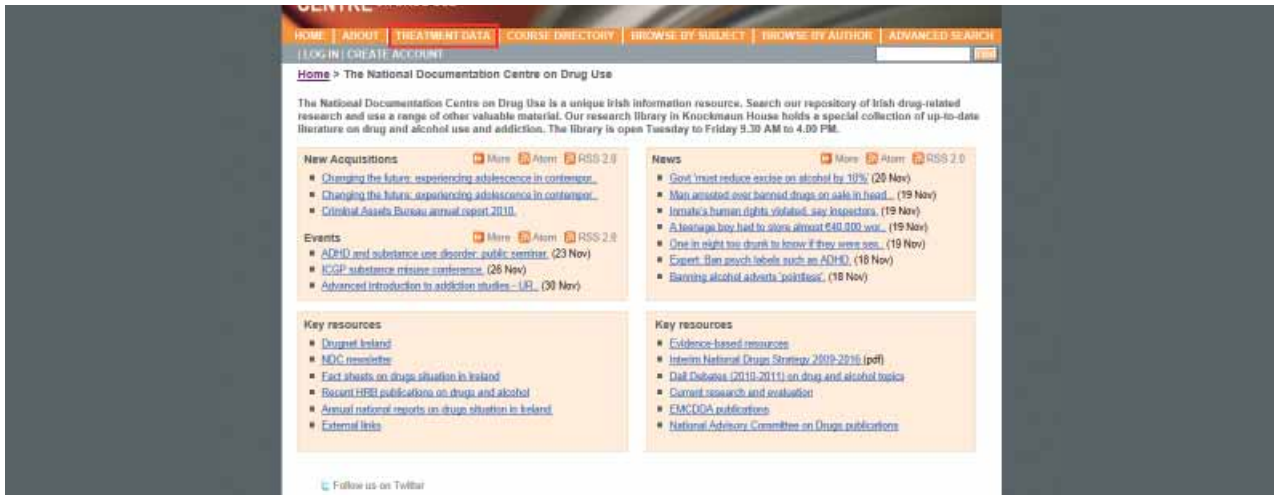 CENTRE
HOME | ABOUT | TREATMENT DATA | COURSE DIRECTORY | BROWSE BY SUBJECT | BROWSE BY AUTHOR | ADVANCED SEARCH
| LOG IN | CREATE ACCOUNT
Home > The National Documentation Centre on Drug Use
The National Documentation Centre on Drug Use is a unique Irish information resource. Search our repository of Irish drug-related
research and use a range of other valuable material. Our research library in Knockmaun House holds a special collection of up-to-date
literature on drug and alcohol use and addiction. The library is open Tuesday to Friday 9.30 AM to 4.00 PM.
New Acquisitions More Atom RSS 2.0
Changing the future: experiencing adolescence in contempor...
Changing the future: experiencing adolescence in contempor...
Criminal Assets Bureau annual report 2010.
Events More Atom RSS 2.0
ADHD and substance use disorder: public seminar. (23 Nov)
ICGP substance misuse conference. (26 Nov)
Advanced introduction to addiction studies - UR... (30 Nov)
News More Atom RSS 2.0
Govt 'must reduce excise on alcohol by 10%' (20 Nov)
Man arrested over banned drugs on sale in head... (19 Nov)
Inmate's human rights violated, say inspectors. (19 Nov)
A teenage boy had to store almost €40,000 wor... (19 Nov)
One in eight too drunk to know if they were sex... (19 Nov)
Expert: Ban psych labels such as ADHD. (18 Nov)
Banning alcohol adverts 'pointless'. (18 Nov)
Key resources
Drugnet Ireland
NDC newsletter
Fact sheets on drugs situation in Ireland
Recent HRB publications on drugs and alcohol
Annual national reports on drugs situation in Ireland
External links
Key resources
Evidence-based resources
Interim National Drugs Strategy 2009-2016 (pdf)
Dail Debates (2010-2011) on drug and alcohol topics
Current research and evaluation
EMCDDA publications
National Advisory Committee on Drugs publications
Follow us on Twitter